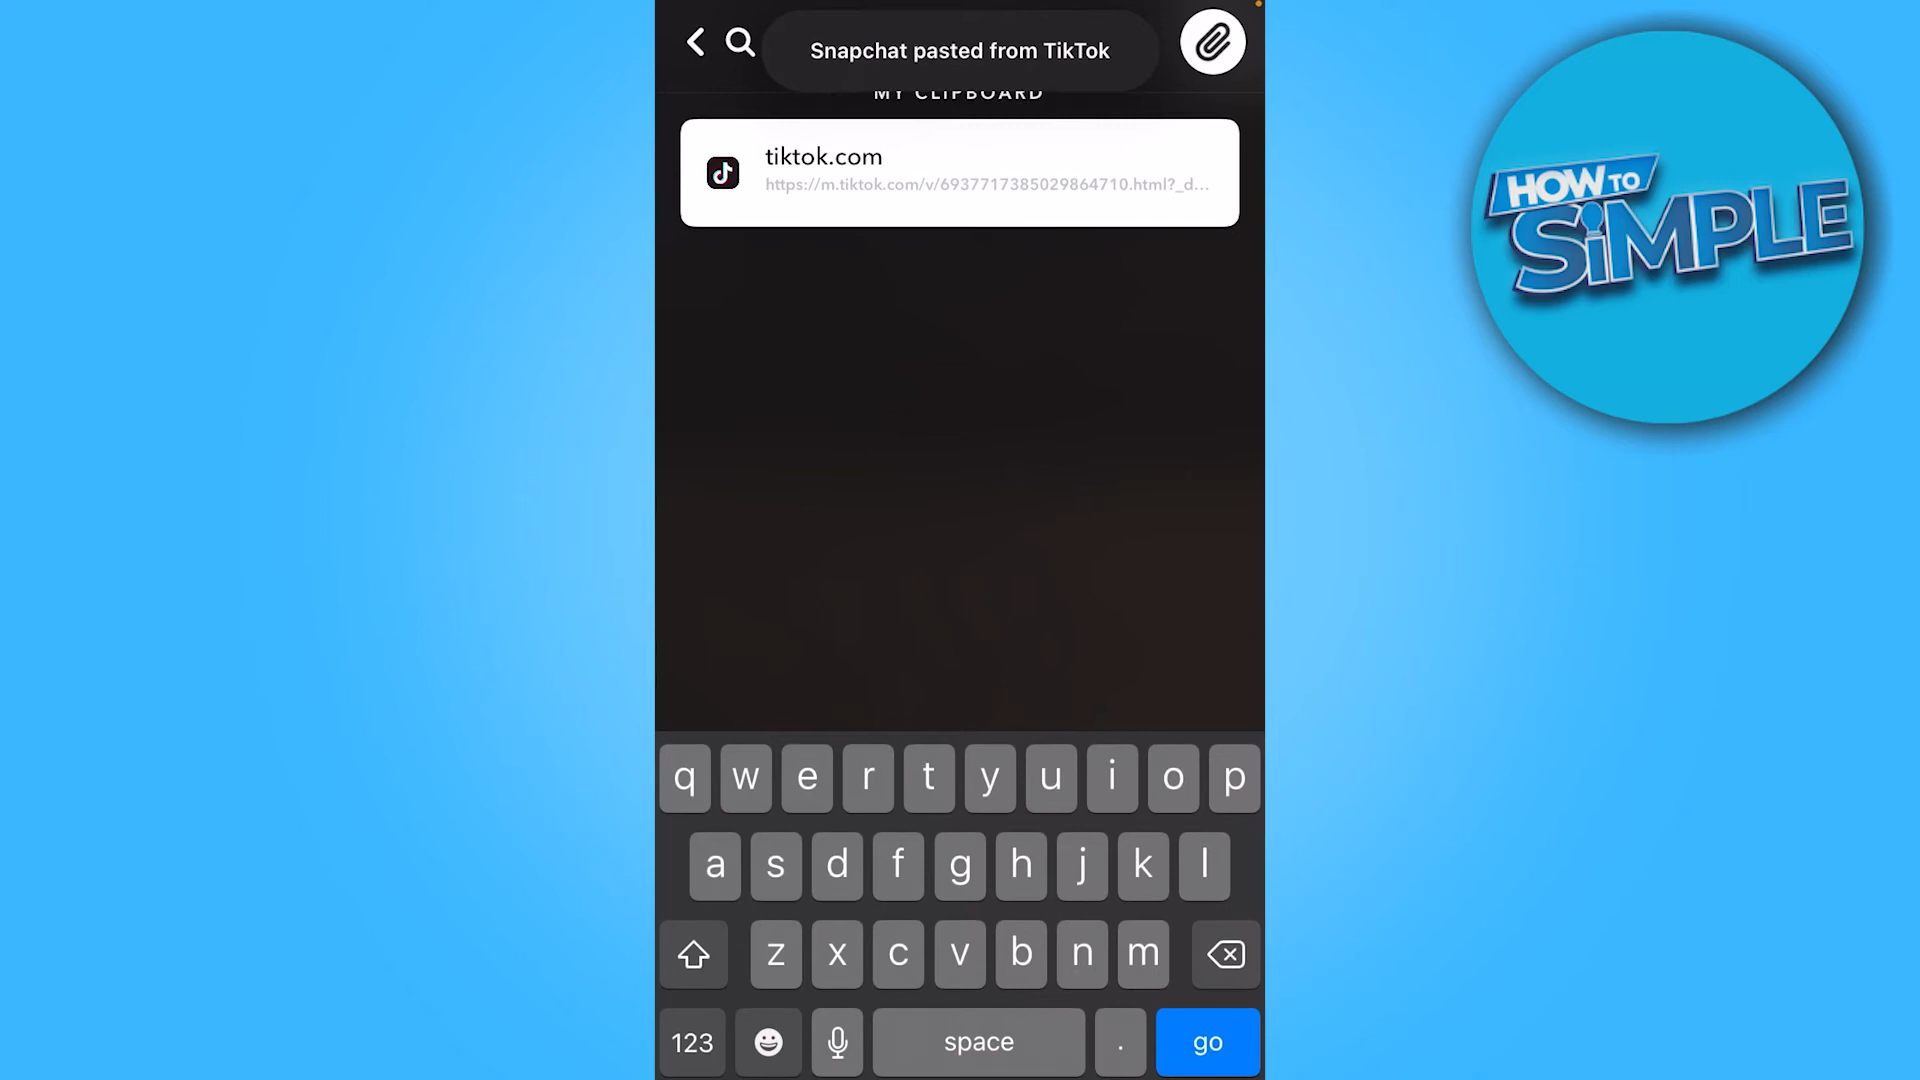 Snapchat pasted from TikTok
MY CLIPBOARD
tiktok.com
https://m.tiktok.com/v/6937717385029864710.html?_d...
HOW TO
SiMPLE
q w e r t y u i o p
a s d f g h j k l
z x c v b n m
123 space . go